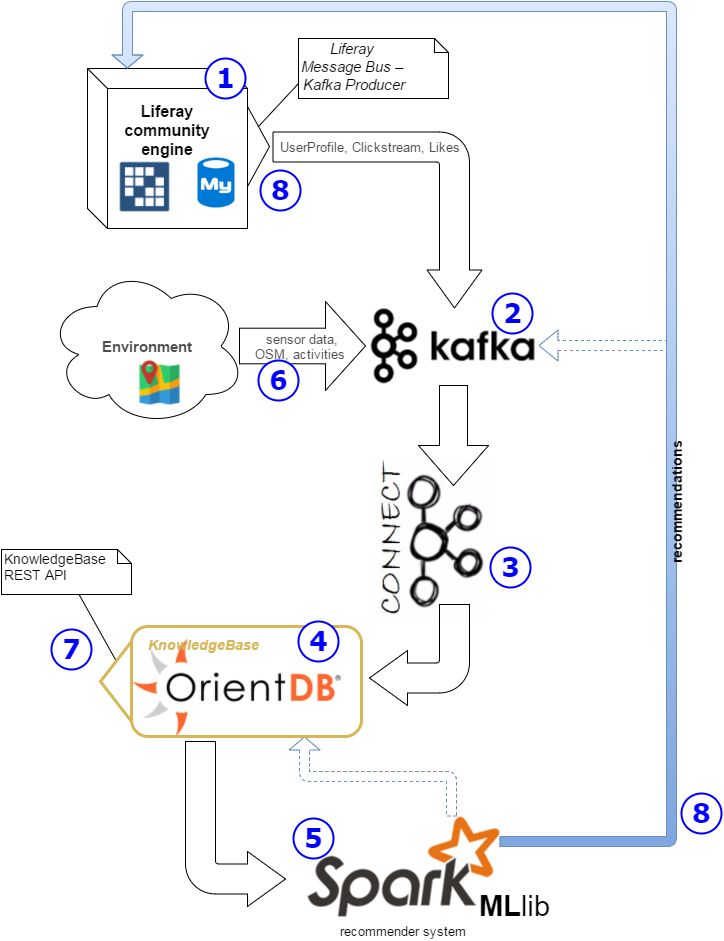 Liferay
Message Bus –
Kafka Producer
1
Liferay
community
engine
My
UserProfile, Clickstream, Likes
8
2
kafka
Environment
sensor data,
OSM, activities
6
recommendations
CONNECT
3
KnowledgeBase
REST API
7
4
KnowledgeBase
OrientDB®
8
5
Spark
MLlib
recommender system